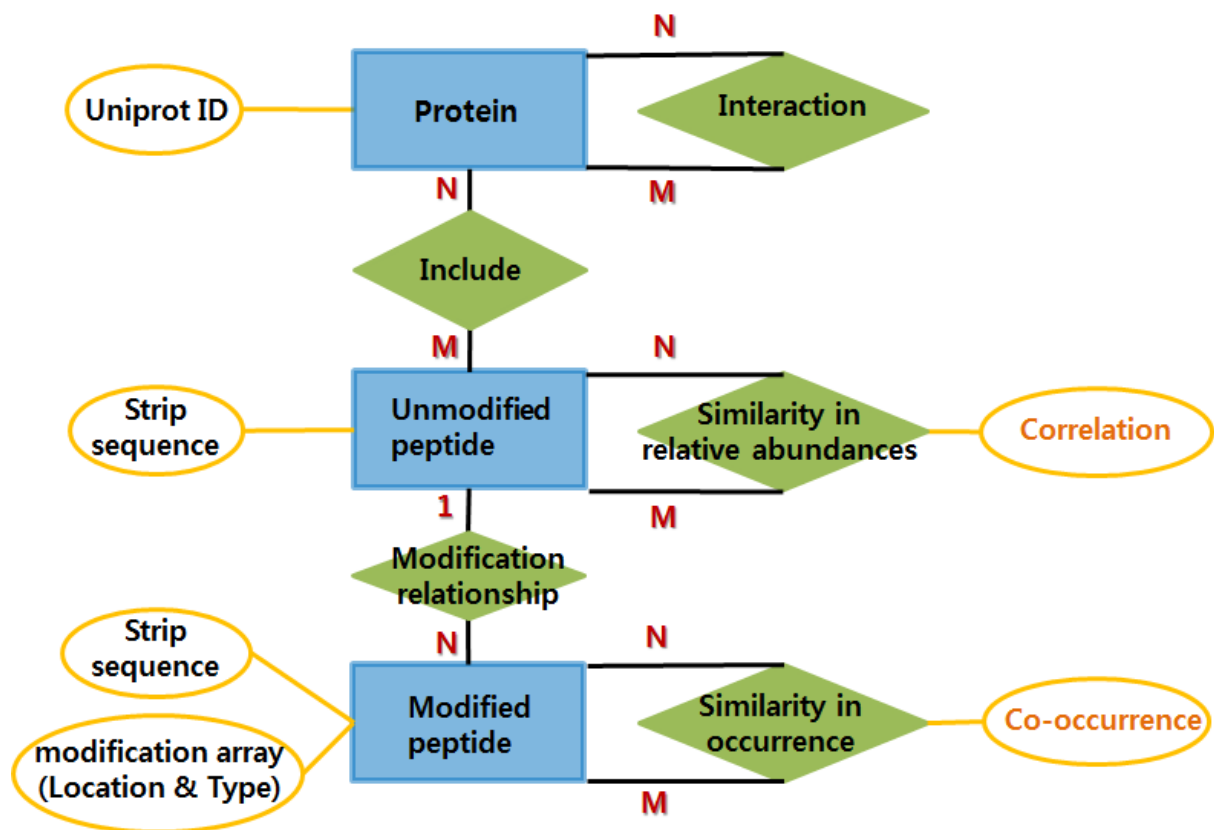 N
Uniprot ID
Protein
Interaction
N
M
Include
M
N
Strip
sequence
Unmodified
peptide
Similarity in
relative abundances
Correlation
1
M
Modification
relationship
Strip
sequence
N
N
Modified
peptide
Similarity in
occurrence
Co-occurrence
modification array
(Location & Type)
M